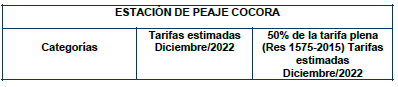 ESTACIÓN DE PEAJE COCORA
Categorías
Tarifas estimadas
Diciembre/2022
50% de la tarifa plena
(Res 1575-2015) Tarifas
estimadas
Diciembre/2022